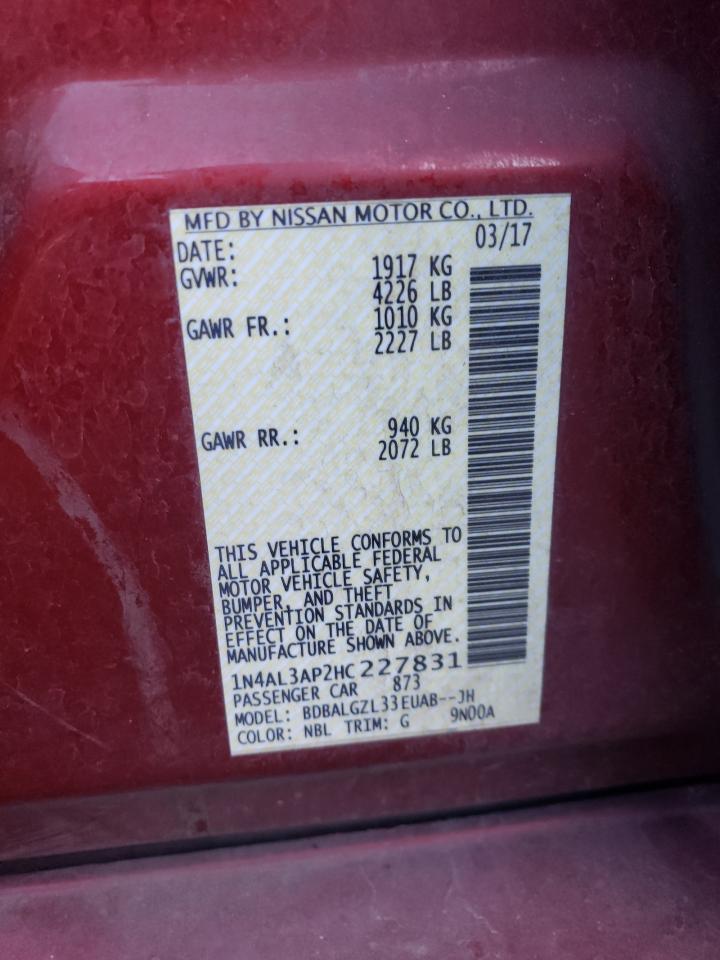 MFD BY NISSAN MOTOR CO., LTD.
DATE: 03/17
GVWR: 1917 KG
4226 LB
GAWR FR.: 1010 KG
2227 LB
GAWR RR.: 940 KG
2072 LB
THIS VEHICLE CONFORMS TO
ALL APPLICABLE FEDERAL
MOTOR VEHICLE SAFETY,
BUMPER, AND THEFT
PREVENTION STANDARDS IN
EFFECT ON THE DATE OF
MANUFACTURE SHOWN ABOVE.
1N4AL3AP2HC227831
PASSENGER CAR 873
MODEL: BDBALGZL33EUAB--JH
COLOR: NBL TRIM: G 9N00A